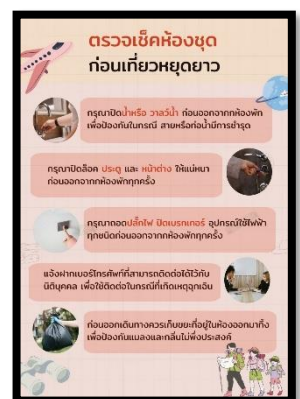 ตรวจเช็คห้องชุด
ก่อนเที่ยวหยุดยาว
กรุณาปิดน้ำหรือ วาล์วน้ำ ก่อนออกจากห้องพัก
เพื่อป้องกันในกรณี สายหรือท่อน้ำมีการชำรุด
กรุณาปิดล็อค ประตู และ หน้าต่าง ให้แน่นหนา
ก่อนออกจากห้องพักทุกครั้ง
กรุณาถอดปลั๊กไฟ ปิดเบรกเกอร์ อุปกรณ์ใช้ไฟฟ้า
ทุกชนิดก่อนออกจากห้องพักทุกครั้ง
แจ้งฝากเบอร์โทรศัพท์ที่สามารถติดต่อได้ไว้กับ
นิติบุคคล เพื่อใช้ติดต่อในกรณีที่เกิดเหตุฉุกเฉิน
ก่อนออกเดินทางควรเก็บขยะที่อยู่ในห้องออกมาทิ้ง
เพื่อป้องกันแมลงและกลิ่นไม่พึงประสงค์